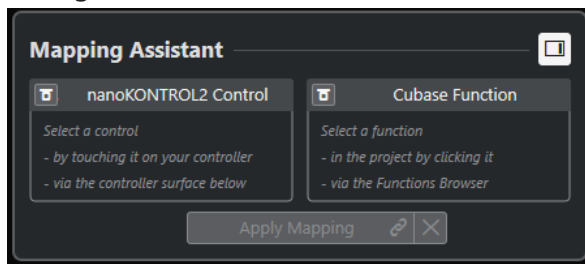 Mapping Assistant
nanoKONTROL2 Control
Select a control
- by touching it on your controller
- via the controller surface below
Cubase Function
Select a function
- in the project by clicking it
- via the Functions Browser
Apply Mapping